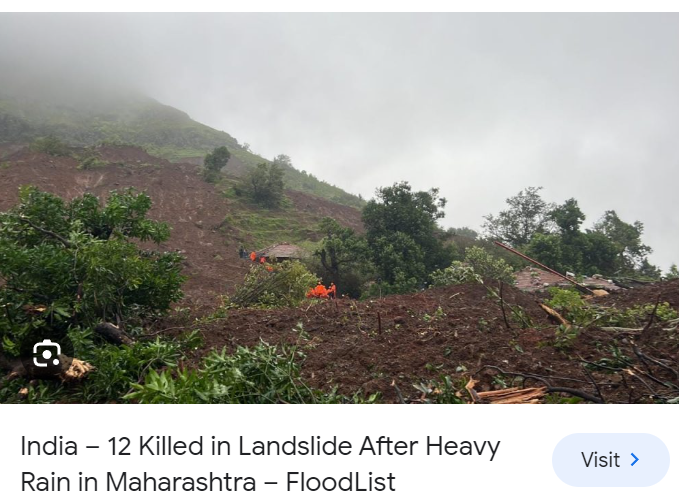 India – 12 Killed in Landslide After Heavy
Rain in Maharashtra – FloodList
Visit